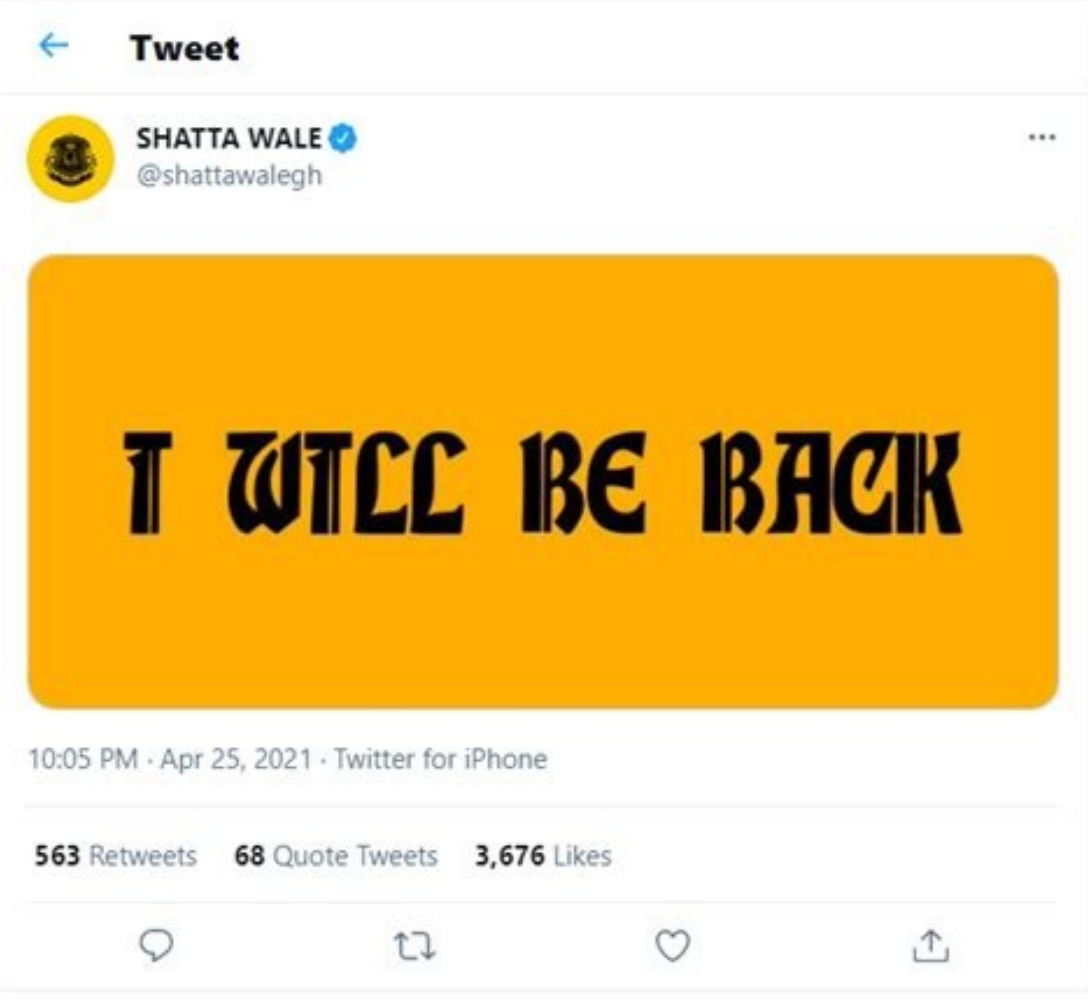 Tweet
SHATTA WALE
@shattawalegh
I WILL BE BACK
10:05 PM · Apr 25, 2021 · Twitter for iPhone
563 Retweets 68 Quote Tweets 3,676 Likes